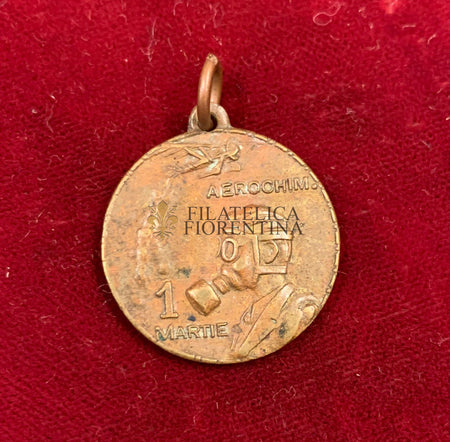 AEROCHIM.
FILATELICA
FIORENTINA
1
MARTIE